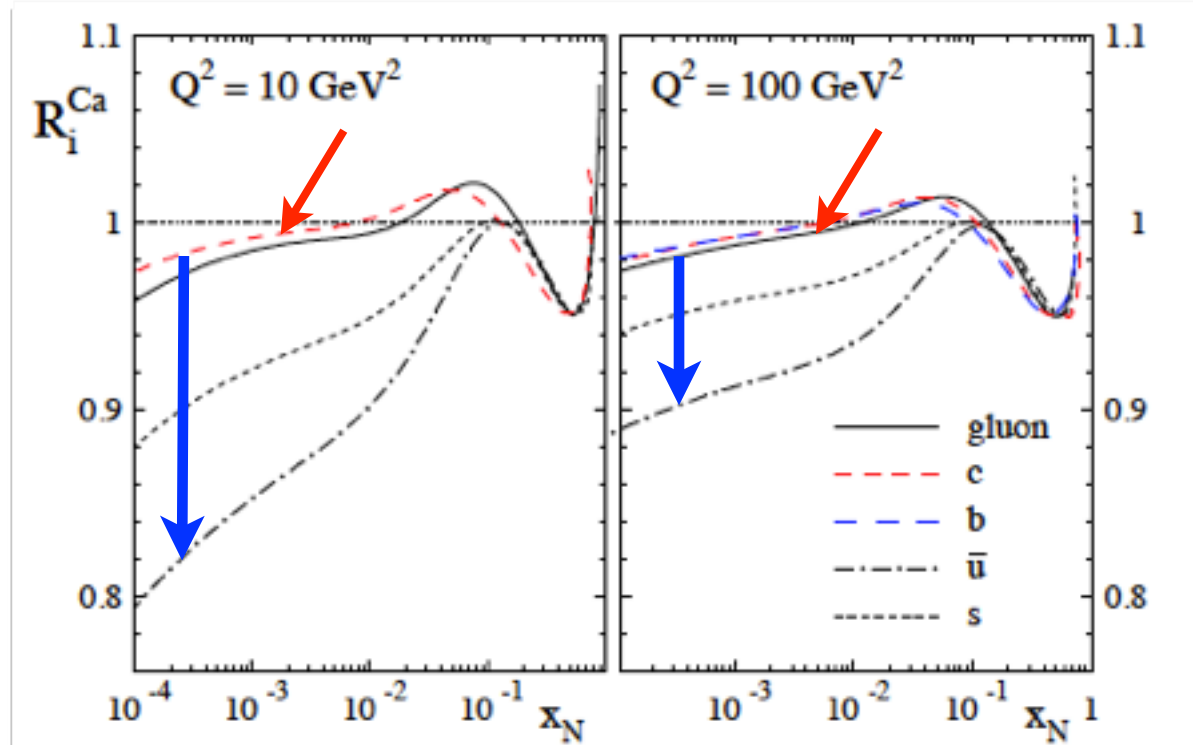 1.1
1.1
Q² = 10 GeV²
Q² = 100 GeV²
R_i^Ca
1
1
0.9
0.9
gluon
c
b
ū
s
0.8
0.8
10⁻⁴
10⁻³
10⁻²
10⁻¹
x_N
10⁻³
10⁻²
10⁻¹
x_N
1